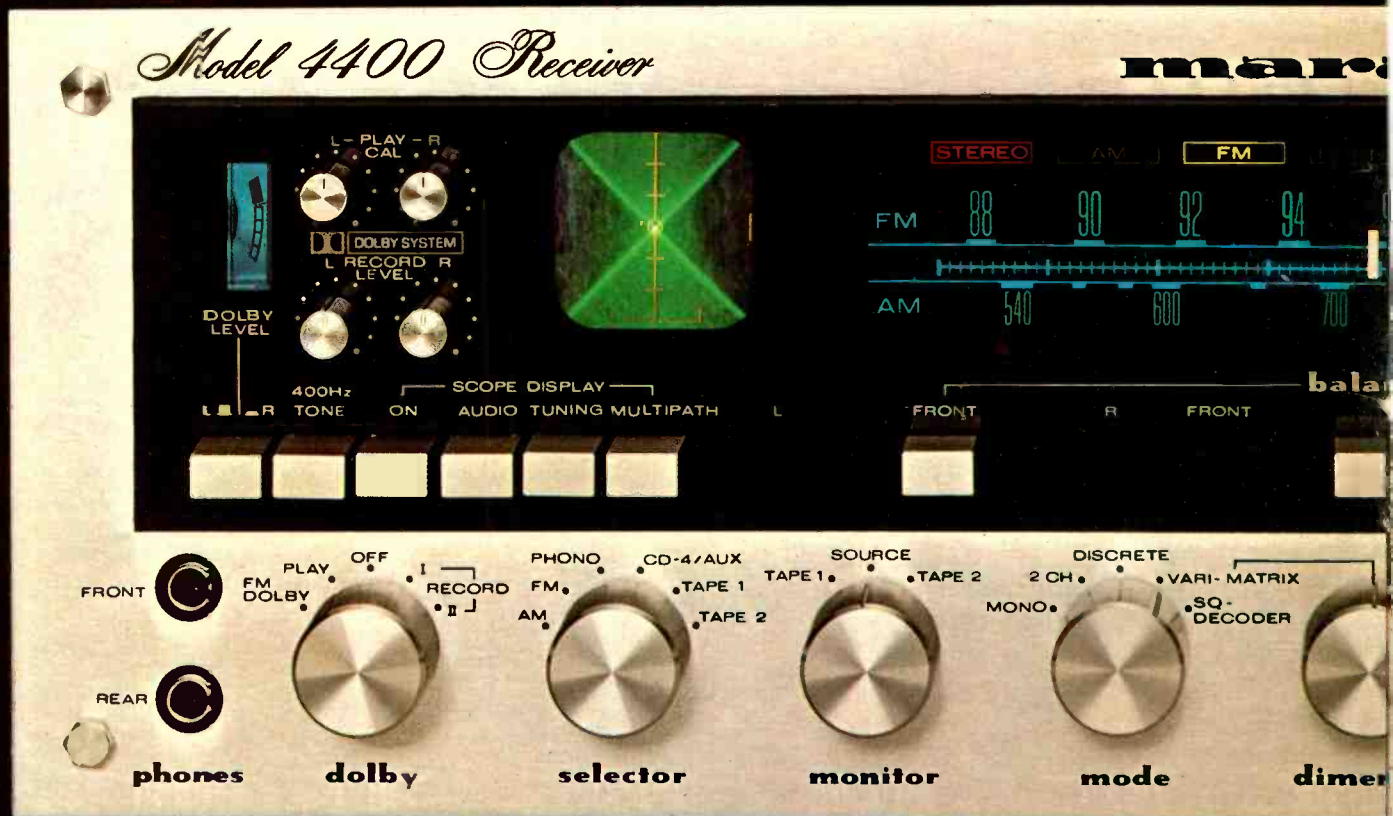 Model 4400 Receiver
mara
L - PLAY - R
CAL
DOLBY SYSTEM
L RECORD R
LEVEL
DOLBY
LEVEL
STEREO
AM
FM
FM 88 90 92 94
AM 540 600 700
SCOPE DISPLAY
balan
L R
400Hz
TONE
ON
AUDIO
TUNING
MULTIPATH
L
FRONT
R
FRONT
FRONT
REAR
phones
FM
DOLBY
PLAY
OFF
I
RECORD
II
dolby
AM
FM
PHONO
CD-4/AUX
TAPE 1
TAPE 2
selector
TAPE 1
SOURCE
TAPE 2
monitor
MONO
2 CH
DISCRETE
VARI-MATRIX
SQ-
DECODER
mode
dimen